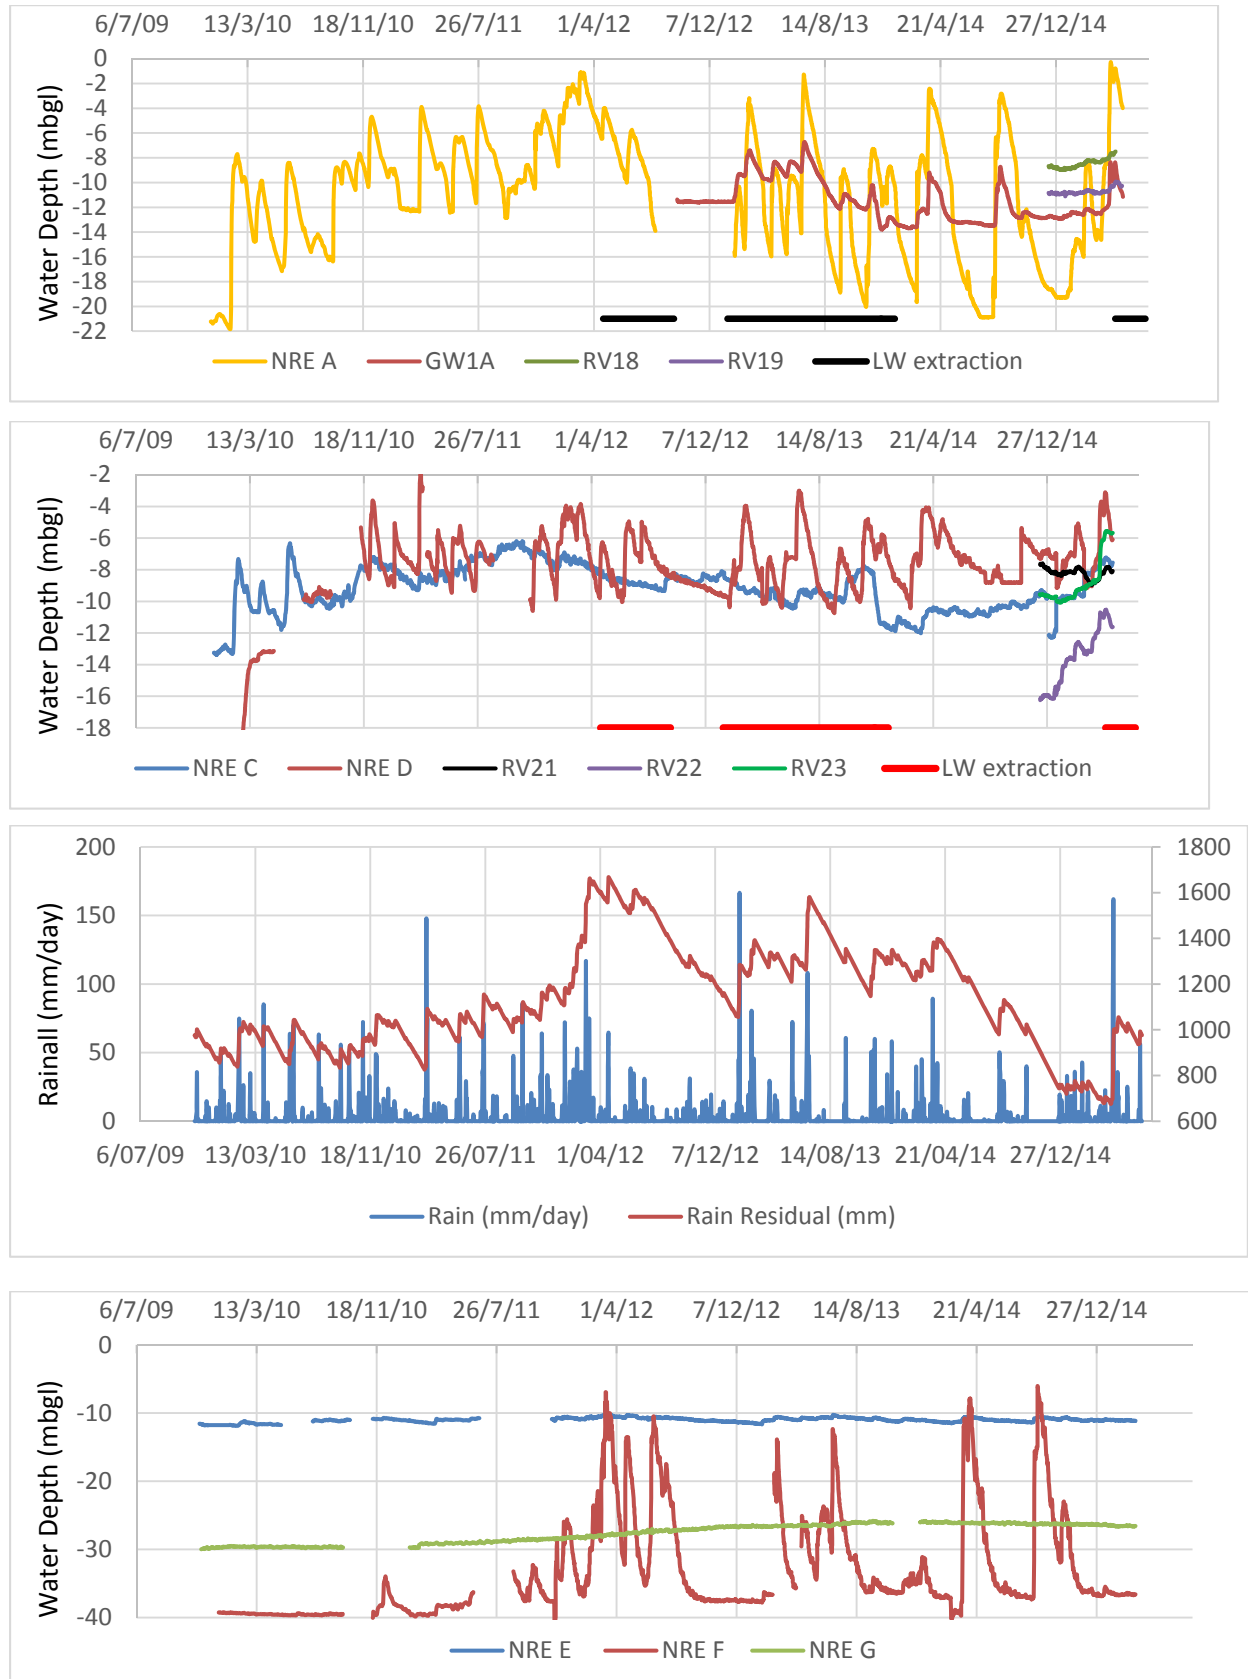 6/7/09 18/11/10 1/4/12 14/8/13 27/12/14
13/3/10 26/7/11 7/12/12 21/4/14
0
-2
-4
-6
-8
-10
-12
-14
-16
-18
-20
-22
Water Depth (mbgl)
NRE A GW1A RV18 RV19 LW extraction
6/7/09 13/3/10 18/11/10 26/7/11 1/4/12 7/12/12 14/8/13 21/4/14 27/12/14
-2
-4
-6
-8
-10
-12
-14
-16
-18
Water Depth (mbgl)
NRE C NRE D RV21 RV22 RV23 LW extraction
200
150
100
50
0
Rainall (mm/day)
1800
1600
1400
1200
1000
800
600
6/07/09 13/03/10 18/11/10 26/07/11 1/04/12 7/12/12 14/08/13 21/04/14 27/12/14
Rain (mm/day) Rain Residual (mm)
6/7/09 13/3/10 18/11/10 26/7/11 1/4/12 7/12/12 14/8/13 21/4/14 27/12/14
0
-10
-20
-30
-40
Water Depth (mbgl)
NRE E NRE F NRE G